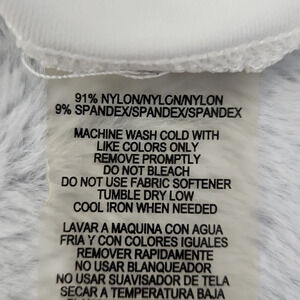 91% NYLON/NYLON/NYLON
9% SPANDEX/SPANDEX/SPANDEX
MACHINE WASH COLD WITH
LIKE COLORS ONLY
REMOVE PROMPTLY
DO NOT BLEACH
DO NOT USE FABRIC SOFTENER
TUMBLE DRY LOW
COOL IRON WHEN NEEDED
LAVAR A MAQUINA CON AGUA
FRIA Y CON COLORES IGUALES
REMOVER RAPIDAMENTE
NO USAR BLANQUEADOR
NO USAR SUAVISADOR DE TELA
SECAR A TEMPERATURA BAJA